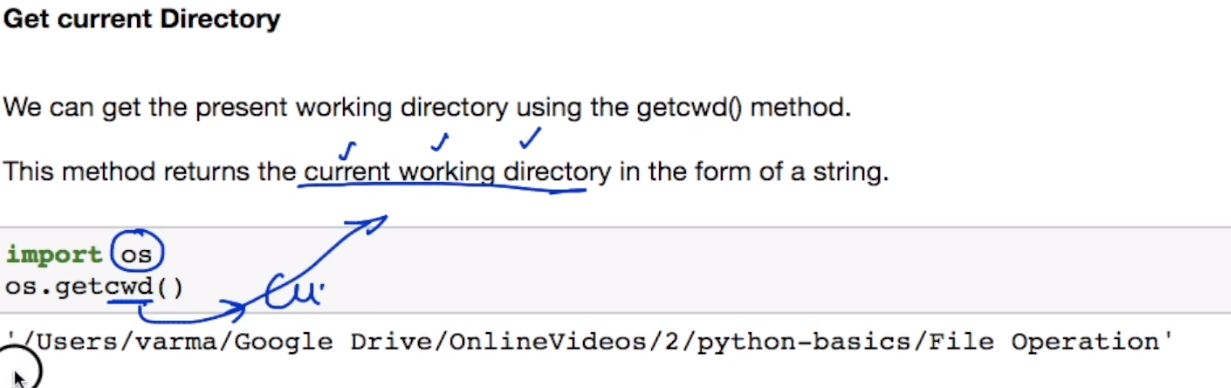 Get current Directory
We can get the present working directory using the getcwd() method.
This method returns the current working directory in the form of a string.
import os
os.getcwd()
'/Users/varma/Google Drive/OnlineVideos/2/python-basics/File Operation'